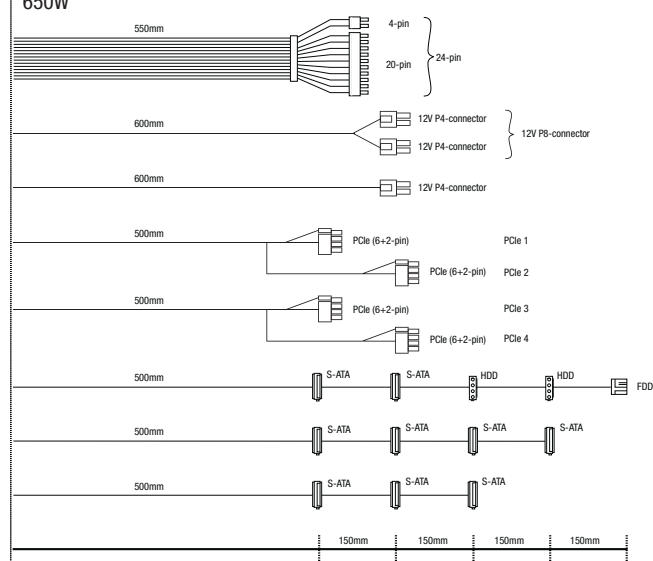 650W
550mm
4-pin
20-pin
24-pin
600mm
12V P4-connector
12V P4-connector
12V P8-connector
600mm
12V P4-connector
500mm
PCIe (6+2-pin)
PCIe 1
PCIe (6+2-pin)
PCIe 2
500mm
PCIe (6+2-pin)
PCIe 3
PCIe (6+2-pin)
PCIe 4
500mm
S-ATA
S-ATA
HDD
HDD
FDD
500mm
S-ATA
S-ATA
S-ATA
S-ATA
500mm
S-ATA
S-ATA
S-ATA
150mm
150mm
150mm
150mm